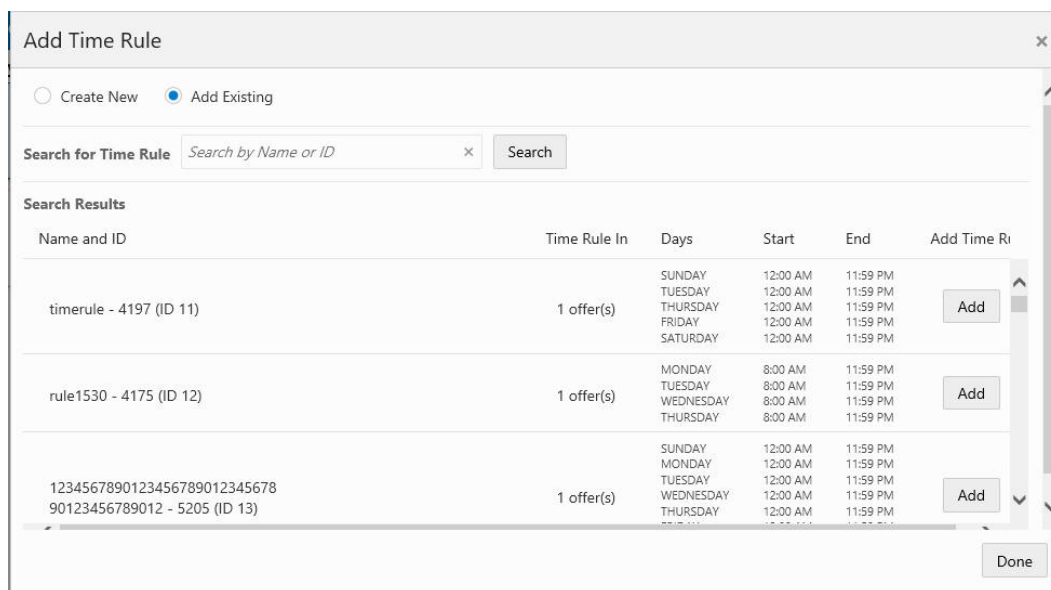 Add Time Rule
×
Create New Add Existing
Search for Time Rule Search by Name or ID × Search
Search Results
Name and ID Time Rule In Days Start End Add Time Ru
timerule - 4197 (ID 11) 1 offer(s) Add
SUNDAY 12:00 AM 11:59 PM
TUESDAY 12:00 AM 11:59 PM
THURSDAY 12:00 AM 11:59 PM
FRIDAY 12:00 AM 11:59 PM
SATURDAY 12:00 AM 11:59 PM
rule1530 - 4175 (ID 12) 1 offer(s) Add
MONDAY 8:00 AM 11:59 PM
TUESDAY 8:00 AM 11:59 PM
WEDNESDAY 8:00 AM 11:59 PM
THURSDAY 8:00 AM 11:59 PM
1234567890123456789012345678
90123456789012 - 5205 (ID 13) 1 offer(s) Add
SUNDAY 12:00 AM 11:59 PM
MONDAY 12:00 AM 11:59 PM
TUESDAY 12:00 AM 11:59 PM
WEDNESDAY 12:00 AM 11:59 PM
THURSDAY 12:00 AM 11:59 PM
Done